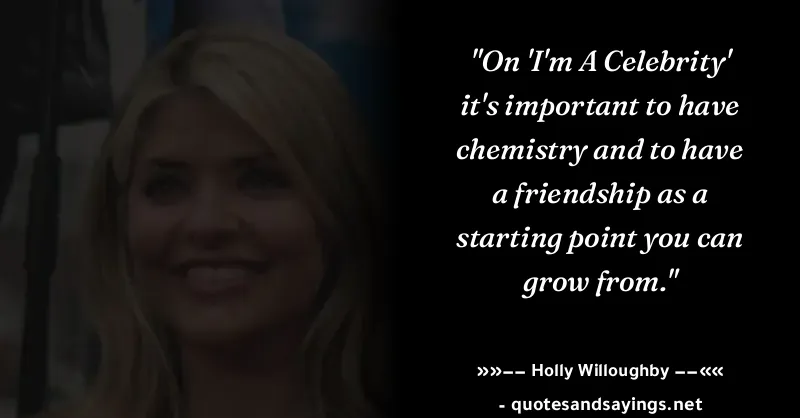 "On 'I'm A Celebrity'
it's important to have
chemistry and to have
a friendship as a
starting point you can
grow from."
»»−− Holly Willoughby −−««
- quotesandsayings.net